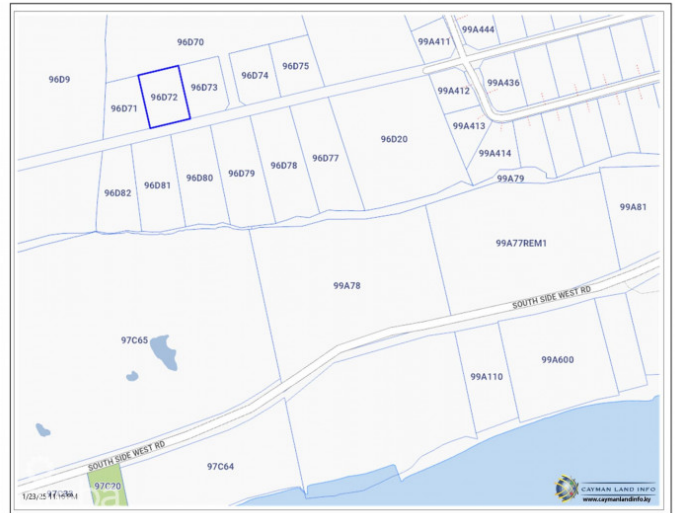 96D70
99A411
99A444
96D9
96D74
96D75
96D72
96D73
99A436
99A412
96D71
99A413
96D20
99A414
96D77
96D78
96D79
96D80
96D81
96D82
99A79
99A81
99A77REM1
99A78
SOUTH SIDE WEST RD
97C65
99A600
99A110
SOUTH SIDE WEST RD
97C64
97C20
CAYMAN LAND INFO
www.caymanlandinfo.ky